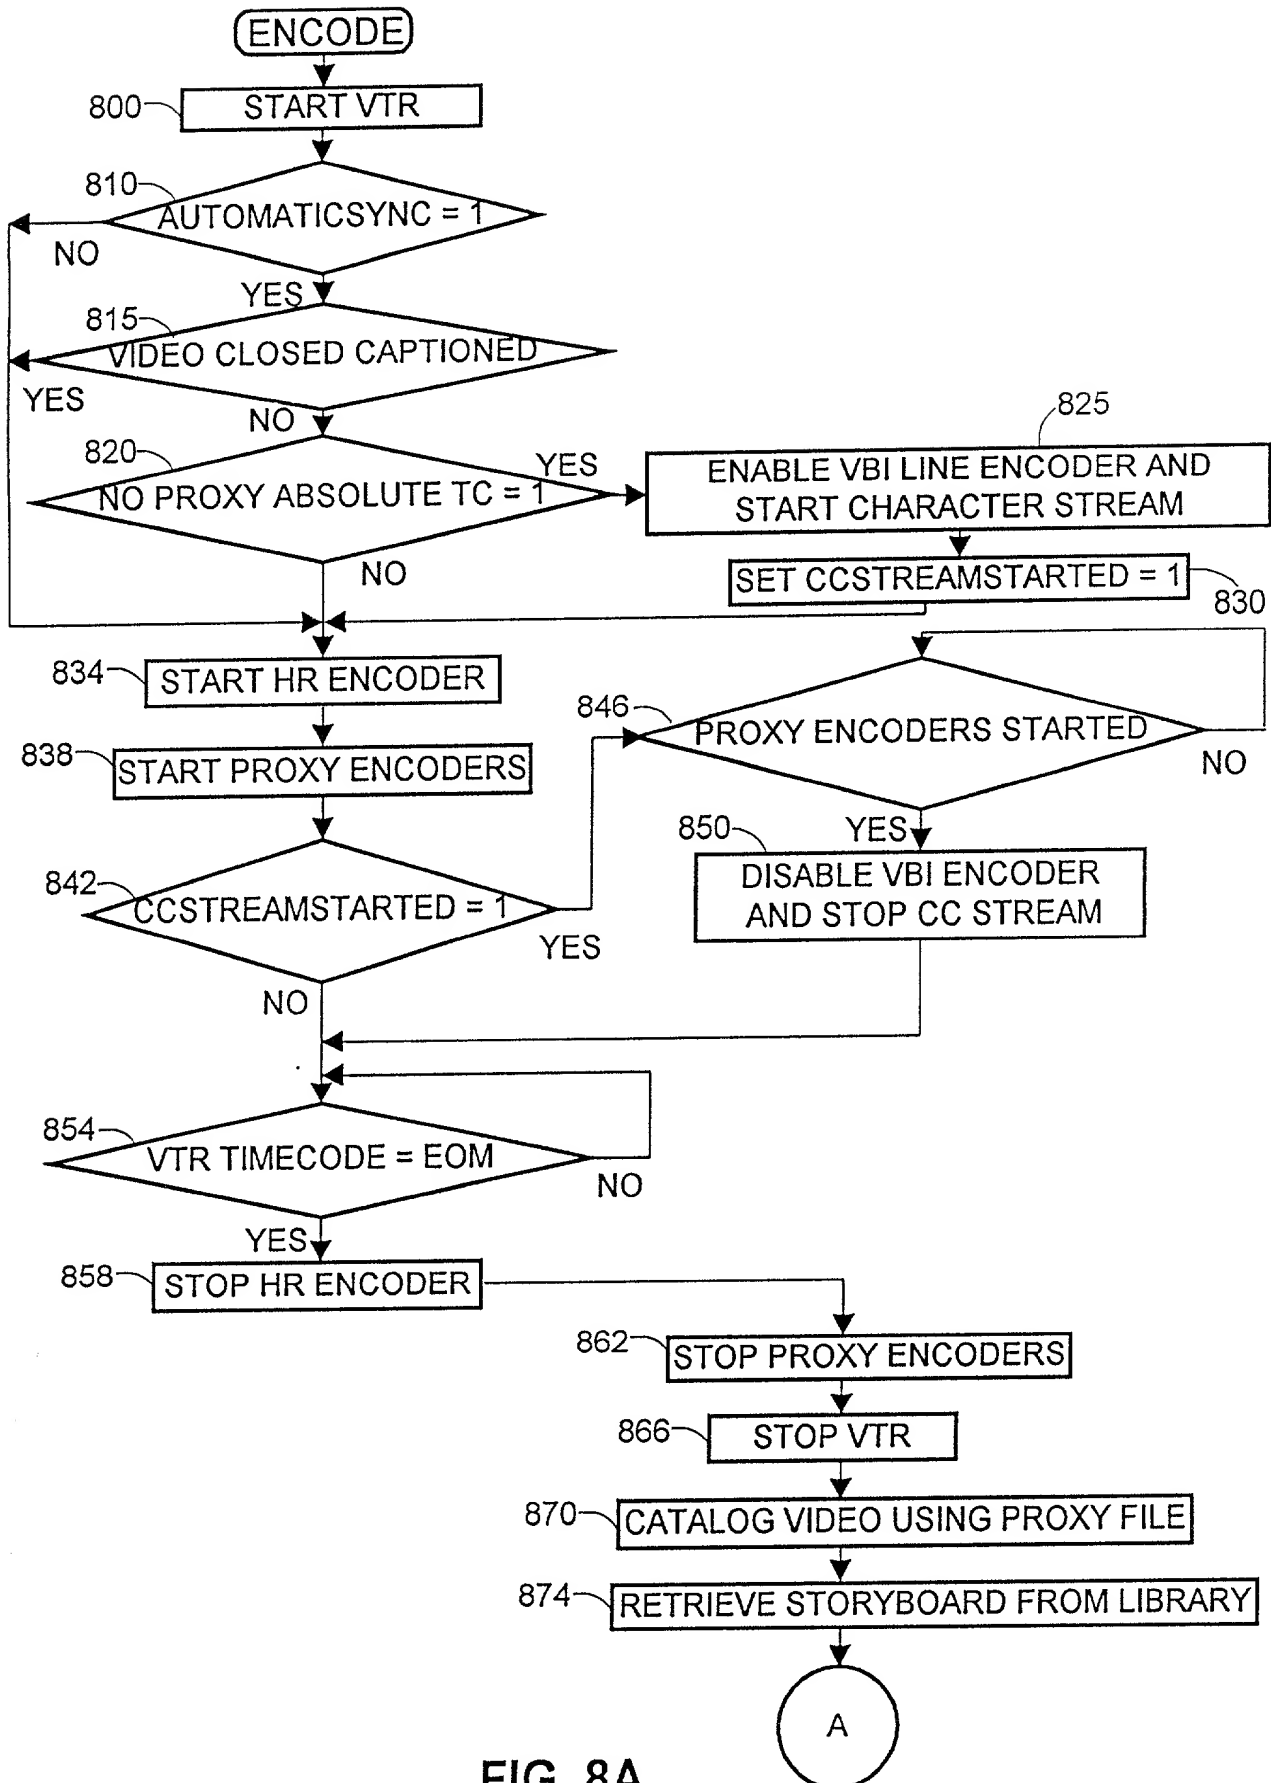 ENCODE
800
START VTR
810
AUTOMATICSYNC = 1
NO
YES
815
VIDEO CLOSED CAPTIONED
YES
NO
820
NO PROXY ABSOLUTE TC = 1
YES
NO
825
ENABLE VBI LINE ENCODER AND
START CHARACTER STREAM
SET CCSTREAMSTARTED = 1
830
834
START HR ENCODER
838
START PROXY ENCODERS
842
CCSTREAMSTARTED = 1
YES
NO
846
PROXY ENCODERS STARTED
NO
YES
850
DISABLE VBI ENCODER
AND STOP CC STREAM
854
VTR TIMECODE = EOM
NO
YES
858
STOP HR ENCODER
862
STOP PROXY ENCODERS
866
STOP VTR
870
CATALOG VIDEO USING PROXY FILE
874
RETRIEVE STORYBOARD FROM LIBRARY
A
FIG. 8A